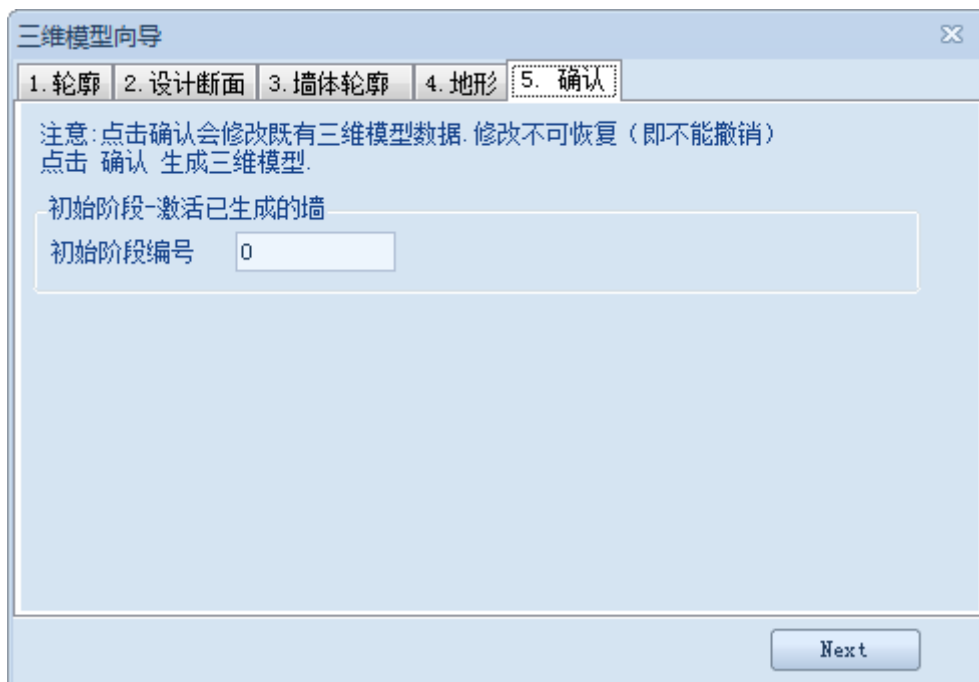 三维模型向导
1.轮廓 2.设计断面 3.墙体轮廓 4.地形 5. 确认
注意:点击确认会修改既有三维模型数据.修改不可恢复（即不能撤销）
点击 确认 生成三维模型.
初始阶段-激活已生成的墙
初始阶段编号 0
Next